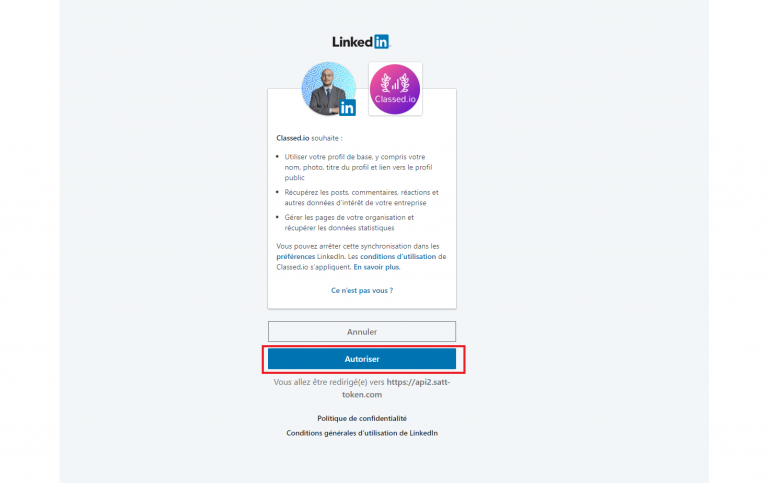 Linked in
in
Classed.io
Classed.io souhaite :
Utiliser votre profil de base, y compris votre
nom, photo, titre du profil et lien vers le profil
public
Récupérez les posts, commentaires, réactions et
autres données d'intérêt de votre entreprise
Gérer les pages de votre organisation et
récupérer les données statistiques
Vous pouvez arrêter cette synchronisation dans les
préférences LinkedIn. Les conditions d'utilisation de
Classed.io s'appliquent. En savoir plus.
Ce n'est pas vous ?
Annuler
Autoriser
Vous allez être redirigé(e) vers https://api2.satt-
token.com
Politique de confidentialité
Conditions générales d'utilisation de LinkedIn